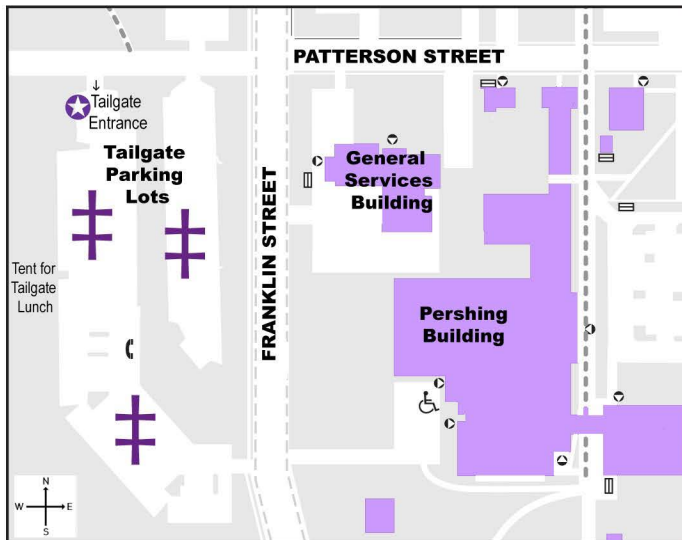 PATTERSON STREET
Tailgate
Entrance
Tailgate
Parking
Lots
General
Services
Building
FRANKLIN STREET
Tent for
Tailgate
Lunch
Pershing
Building
N
W E
S